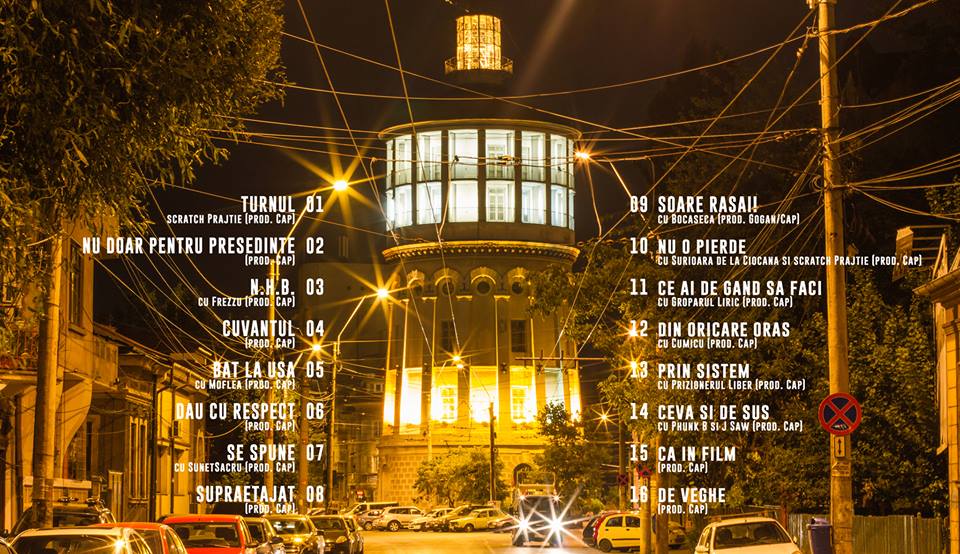 TURNUL 01
SCRATCH PRAJTIE (PROD. CAP)
NU DOAR PENTRU PRESEDINTE 02
(PROD. CAP)
N.H.B. 03
CU FREZZU (PROD. CAP)
CUVANTUL 04
(PROD. CAP)
BAT LA USA 05
CU MOFLEA (PROD. CAP)
DAU CU RESPECT 06
(PROD. CAP)
SE SPUNE 07
CU SUNETSACRU (PROD. CAP)
SUPRAETAJAT 08
(PROD. CAP)
09 SOARE RASAI!
CU BOCASECA (PROD. GOGAN/CAP)
10 NU O PIERDE
CU SURIOARA DE LA CIOCANA SI SCRATCH PRAJTIE (PROD. CAP)
11 CE AI DE GAND SA FACI
CU GROPARUL LIRIC (PROD. CAP)
12 DIN ORICARE ORAS
CU CUMICU (PROD. CAP)
13 PRIN SISTEM
CU PRIZIONERUL LIBER (PROD. CAP)
14 CEVA SI DE SUS
CU PHUNK B SI J SAW (PROD. CAP)
15 CA IN FILM
(PROD. CAP)
16 DE VEGHE
(PROD. CAP)